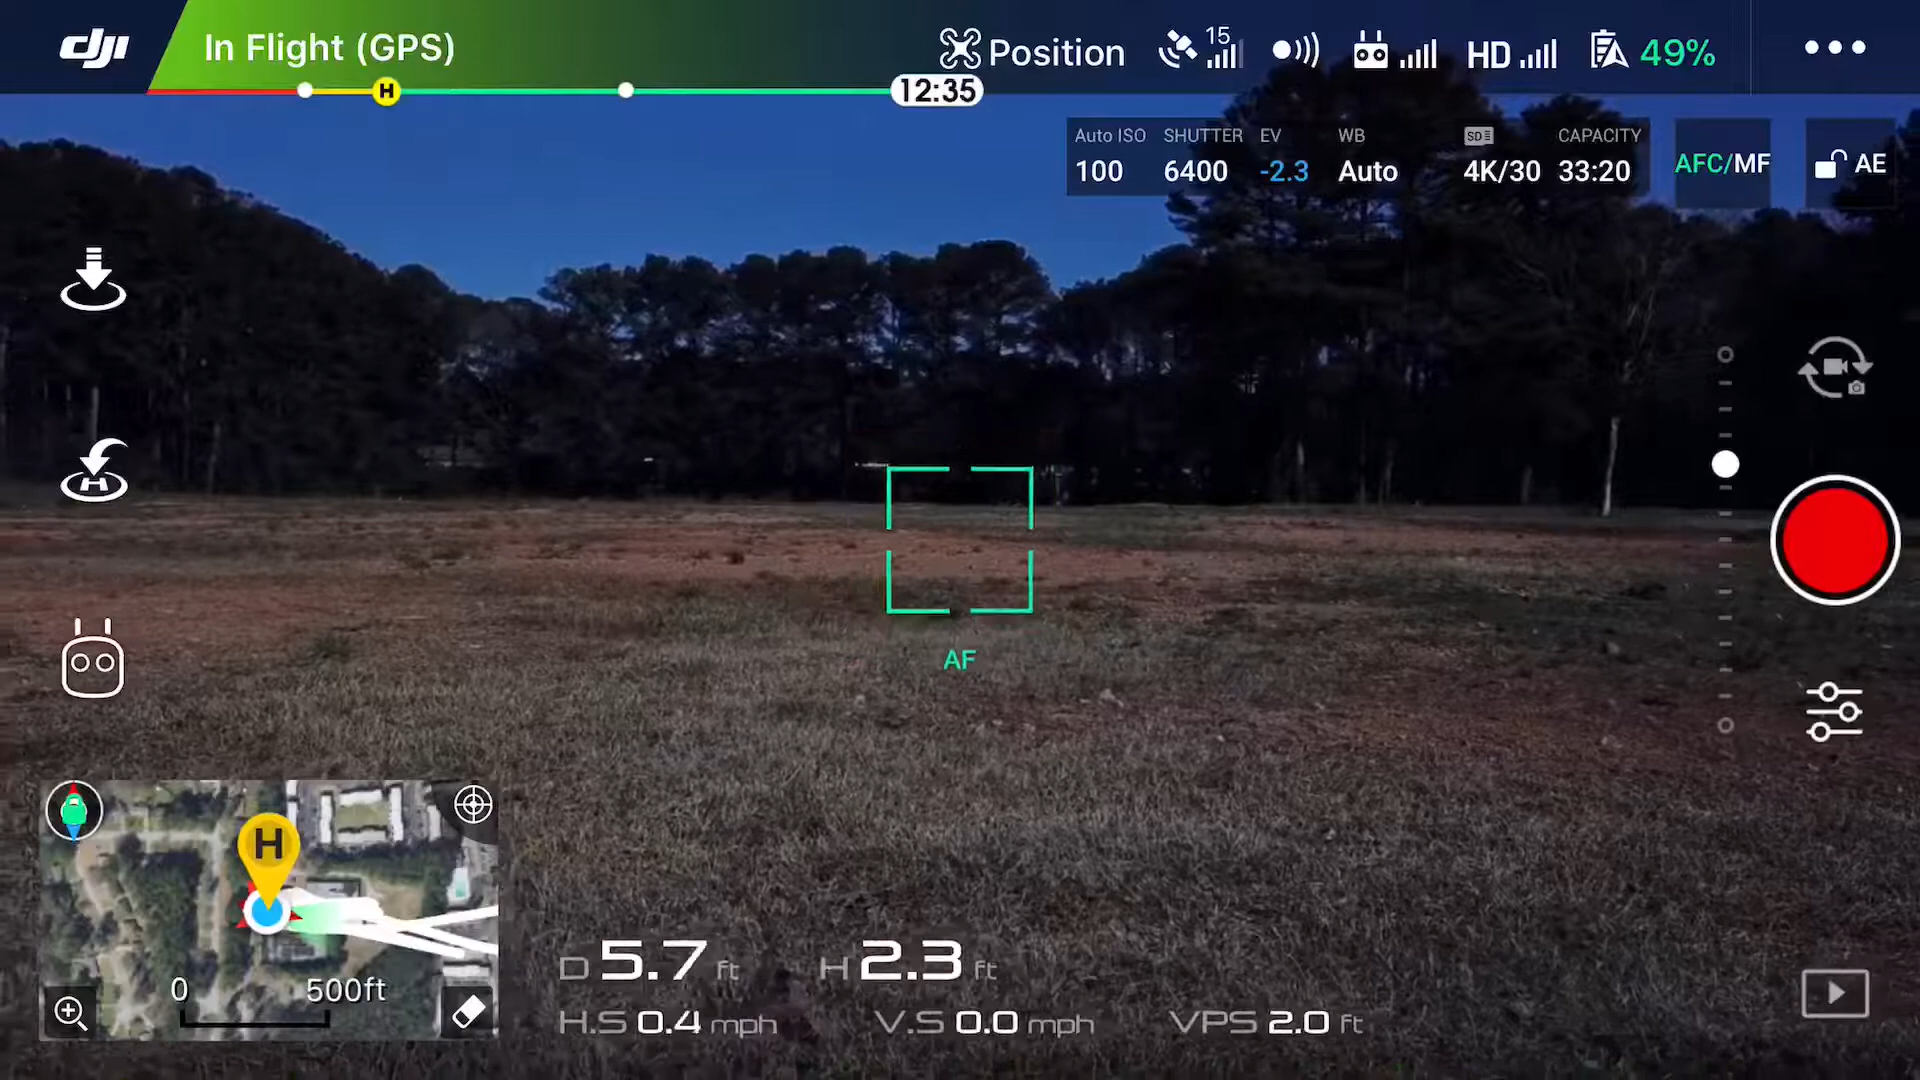 dji In Flight (GPS) Position 15 HD 49%
H 12:35
Auto ISO SHUTTER EV WB SD CAPACITY
100 6400 -2.3 Auto 4K/30 33:20 AFC/MF AE
H
AF
H
0 500ft
D 5.7 ft H 2.3 ft
H.S 0.4 mph V.S 0.0 mph VPS 2.0 ft